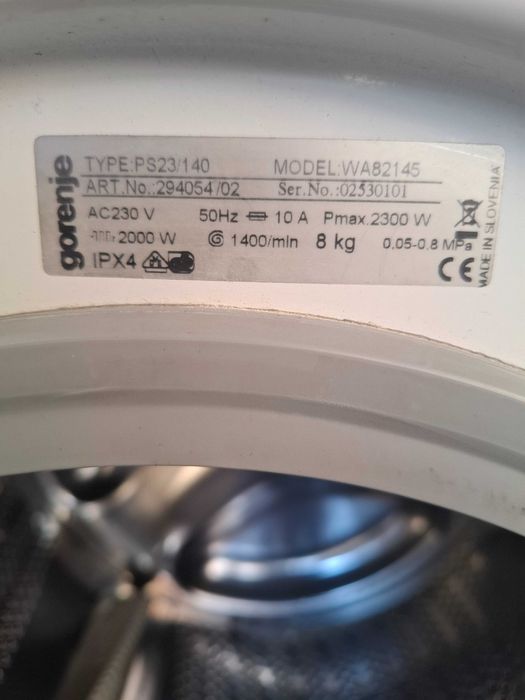 gorenje
TYPE:PS23/140 MODEL:WA82145
ART.No.:294054/02 Ser.No.:02530101
AC230 V 50Hz 10 A Pmax.2300 W
2000 W 1400/min 8 kg 0,05-0,8 MPa
IPX4 CE
MADE IN SLOVENIA